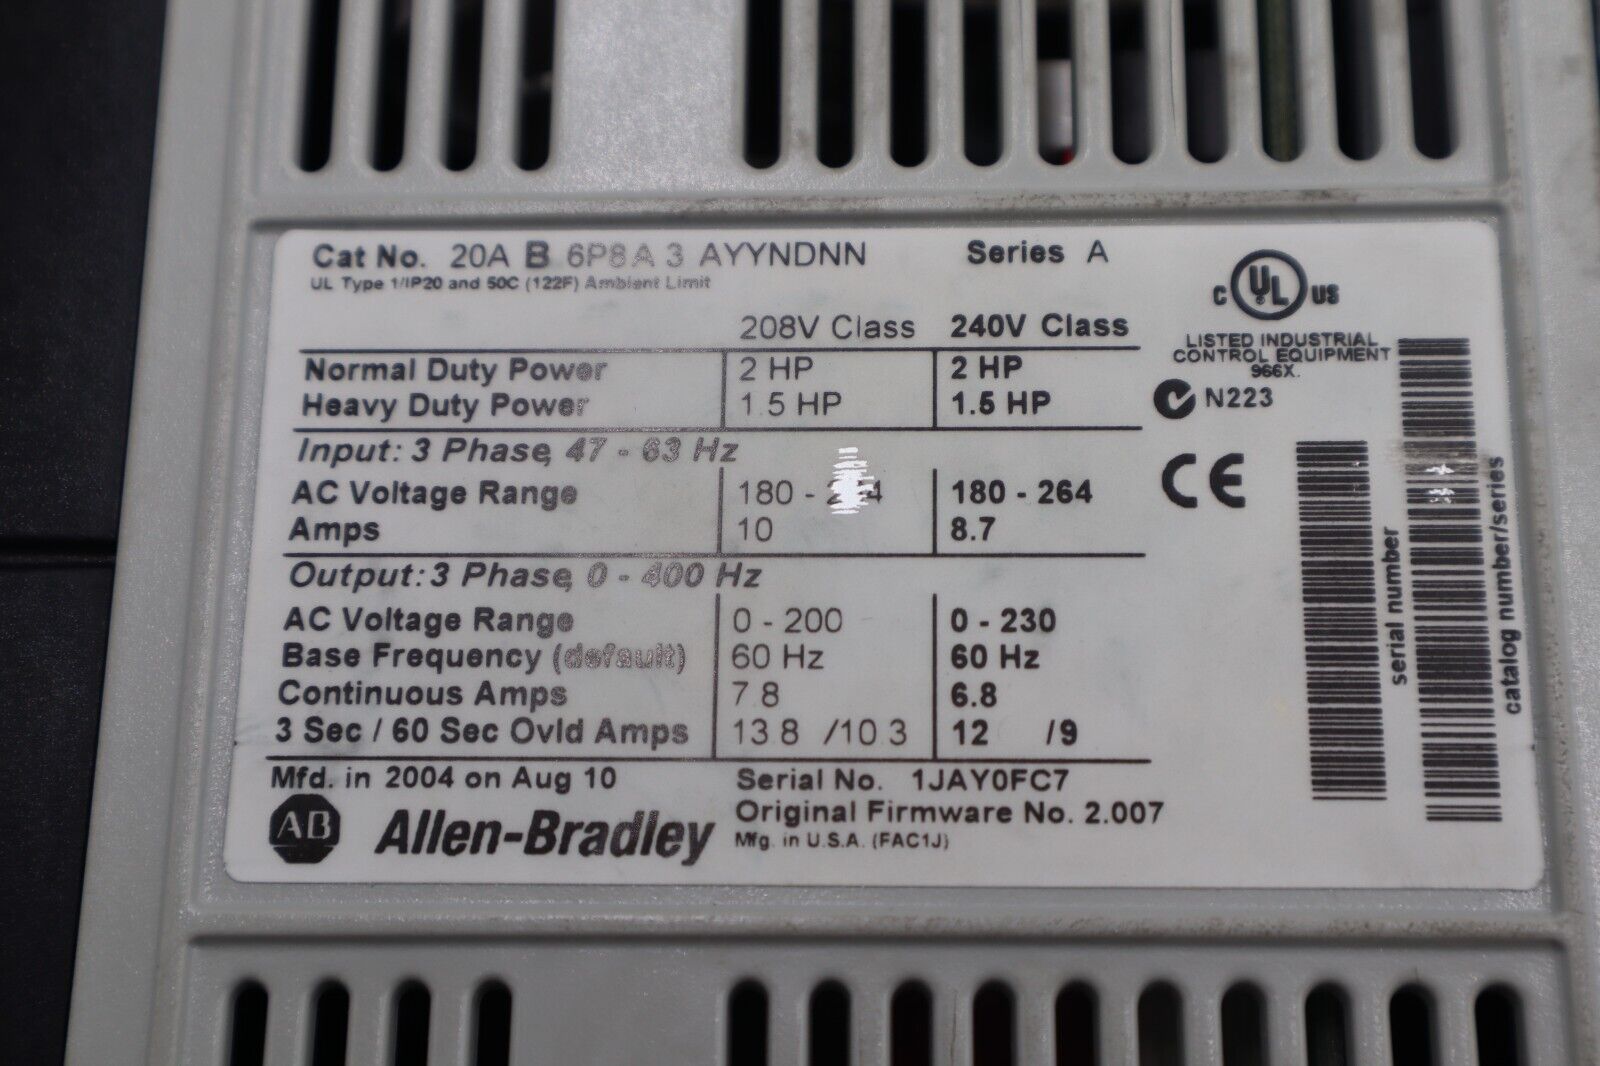 Cat No. 20A B 6P8A 3 AYYNDNN Series A
UL Type 1/IP20 and 50C (122F) Ambient Limit
208V Class 240V Class
Normal Duty Power 2 HP 2 HP
Heavy Duty Power 1.5 HP 1.5 HP
Input: 3 Phase, 47 - 63 Hz
AC Voltage Range 180 - 180 - 264
Amps 10 8.7
Output: 3 Phase, 0 - 400 Hz
AC Voltage Range 0 - 200 0 - 230
Base Frequency (default) 60 Hz 60 Hz
Continuous Amps 7.8 6.8
3 Sec / 60 Sec Ovld Amps 13.8 /10.3 12 /9
Mfd. in 2004 on Aug 10 Serial No. 1JAY0FC7
Original Firmware No. 2.007
AB Allen-Bradley
Mfg. in U.S.A. (FAC1J)
C UL US
LISTED INDUSTRIAL
CONTROL EQUIPMENT
966X.
N223
CE
serial number
catalog number/series